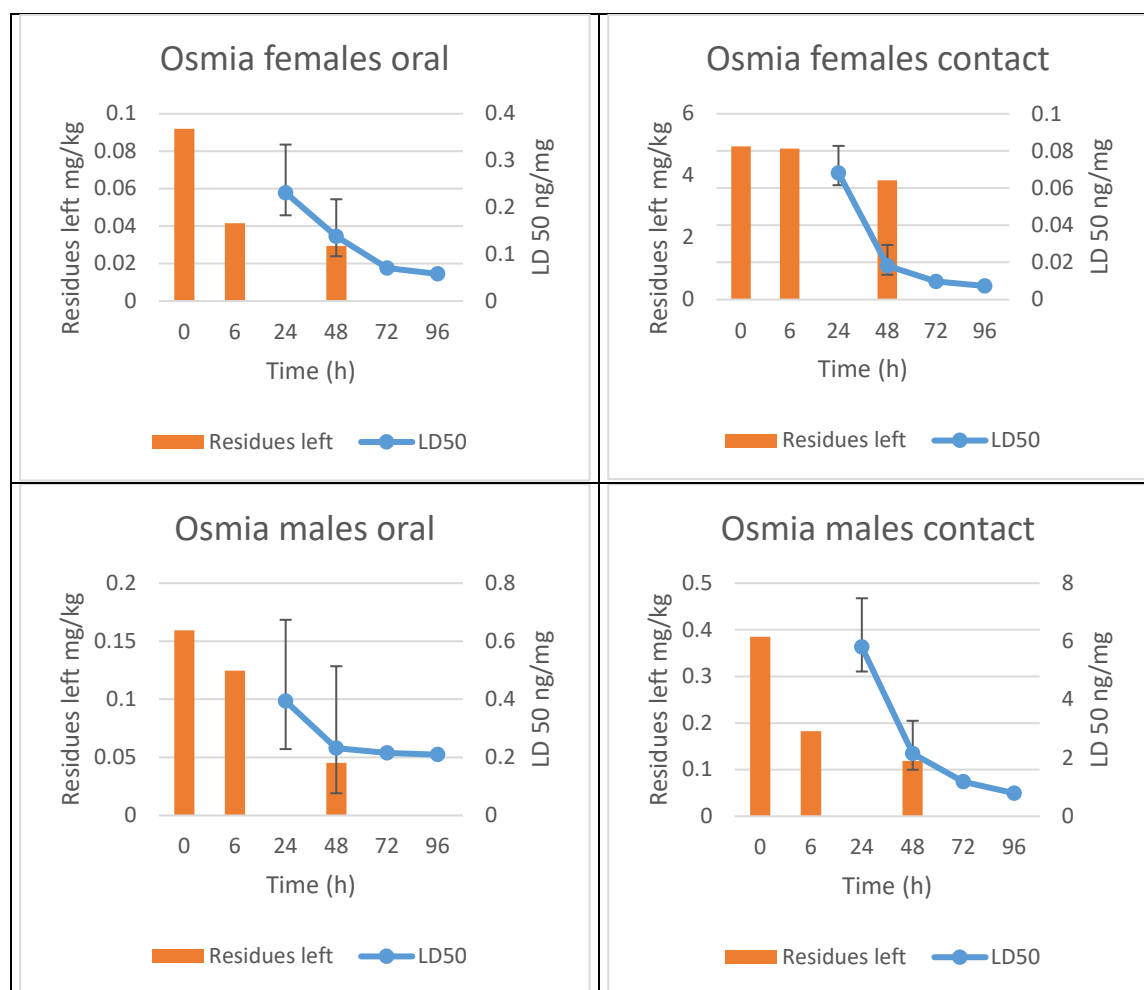 Osmia females oral
Residues left mg/kg
0.1
0.08
0.06
0.04
0.02
0
0.4
0.3
0.2
0.1
0
LD 50 ng/mg
0 6 24 48 72 96
Time (h)
Residues left LD50
Osmia females contact
Residues left mg/kg
6
4
2
0
0.1
0.08
0.06
0.04
0.02
0
LD 50 ng/mg
0 6 24 48 72 96
Time (h)
Residues left LD50
Osmia males oral
Residues left mg/kg
0.2
0.15
0.1
0.05
0
0.8
0.6
0.4
0.2
0
LD 50 ng/mg
0 6 24 48 72 96
Time (h)
Residues left LD50
Osmia males contact
Residues left mg/kg
0.5
0.4
0.3
0.2
0.1
0
8
6
4
2
0
LD 50 ng/mg
0 6 24 48 72 96
Time (h)
Residues left LD50